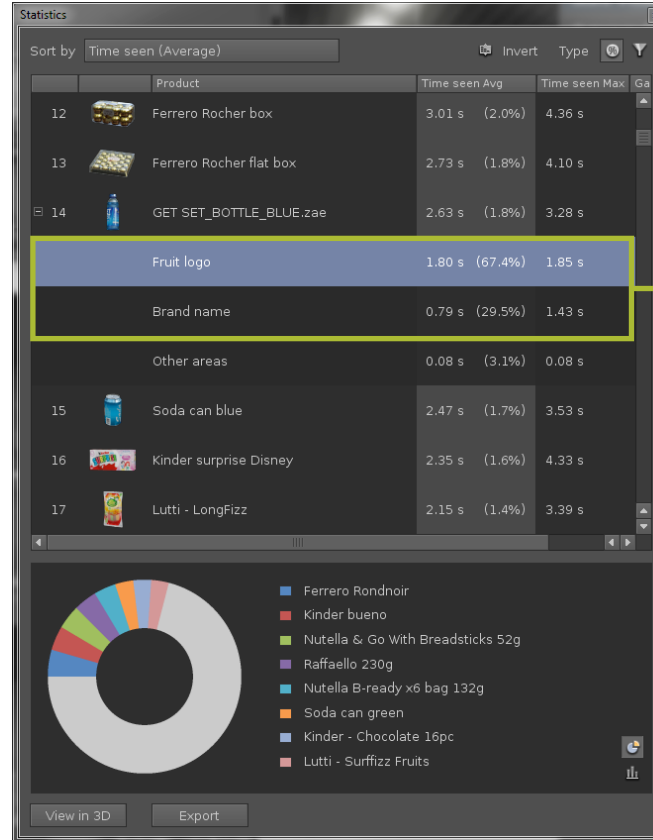 Statistics
Sort by Time seen (Average) Invert Type
Product Time seen Avg Time seen Max Ga
12 Ferrero Rocher box 3.01 s (2.0%) 4.36 s
13 Ferrero Rocher flat box 2.73 s (1.8%) 4.10 s
14 GET SET_BOTTLE_BLUE.zae 2.63 s (1.8%) 3.28 s
Fruit logo 1.80 s (67.4%) 1.85 s
Brand name 0.79 s (29.5%) 1.43 s
Other areas 0.08 s (3.1%) 0.08 s
15 Soda can blue 2.47 s (1.7%) 3.53 s
16 Kinder surprise Disney 2.35 s (1.6%) 4.33 s
17 Lutti - LongFizz 2.15 s (1.4%) 3.39 s
Ferrero Rondnoir
Kinder bueno
Nutella & Go With Breadsticks 52g
Raffaello 230g
Nutella B-ready x6 bag 132g
Soda can green
Kinder - Chocolate 16pc
Lutti - Surffizz Fruits
View in 3D Export